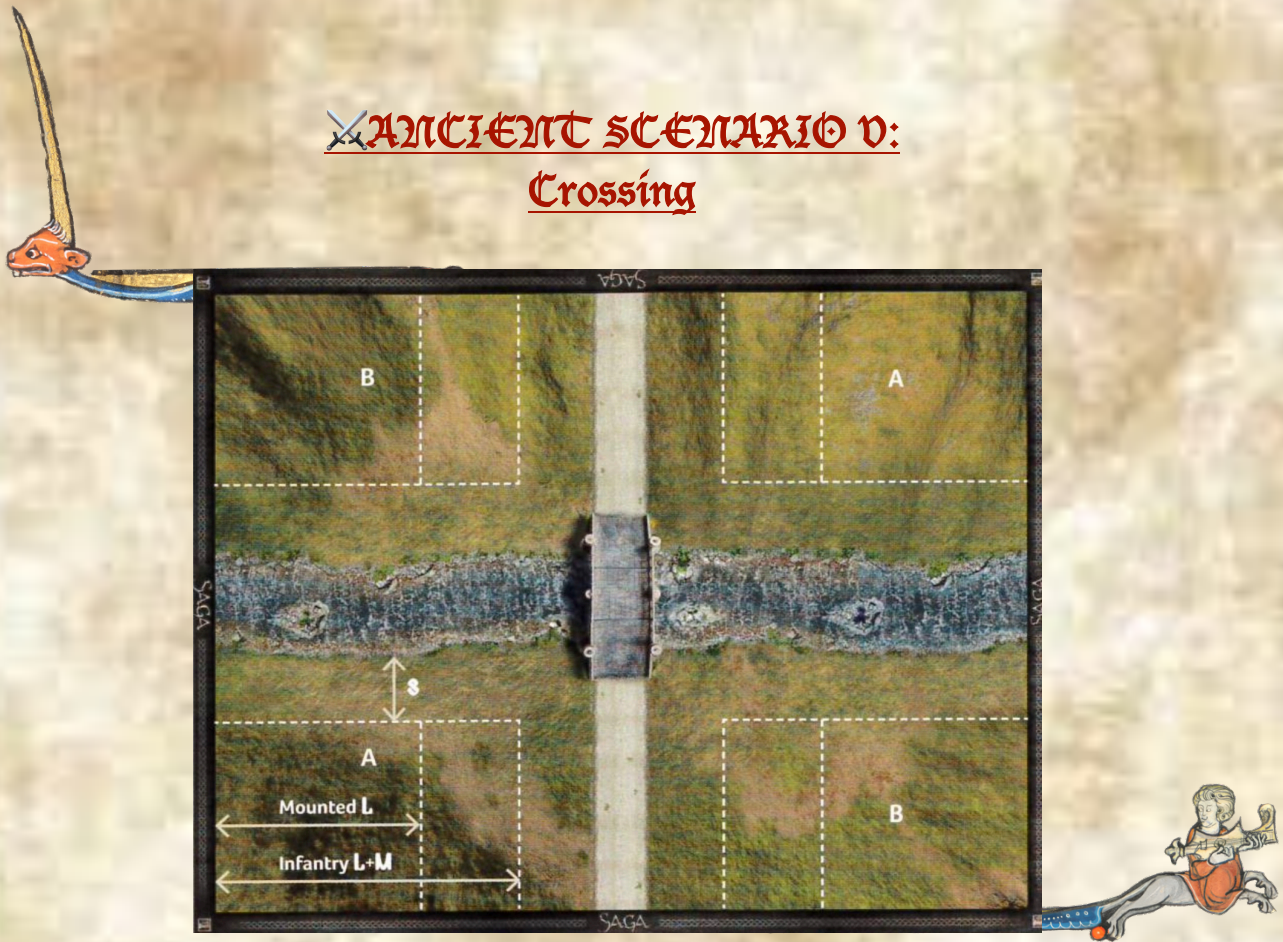 ⚔ANCIENT SCENARIO V:
Crossing
SAGA
B
A
SAGA
SAGA
S
A
Mounted L
B
Infantry L+M
SAGA